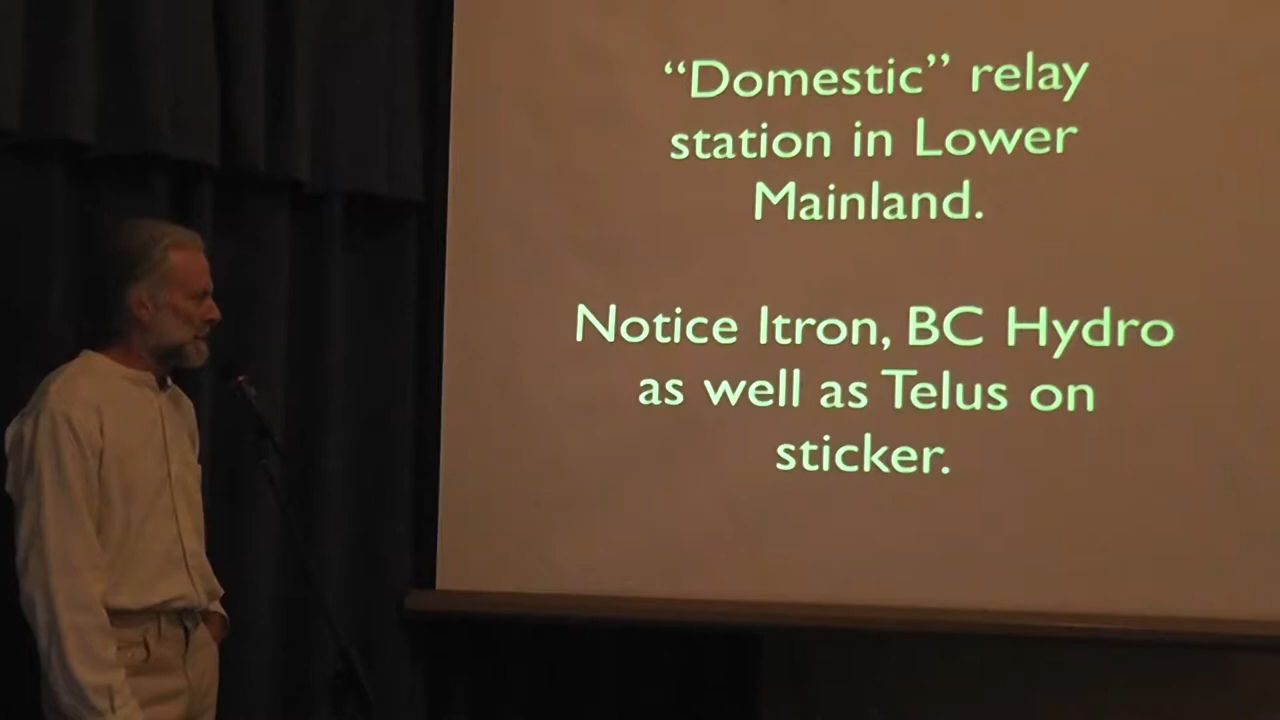 “Domestic” relay
station in Lower
Mainland.
Notice Itron, BC Hydro
as well as Telus on
sticker.